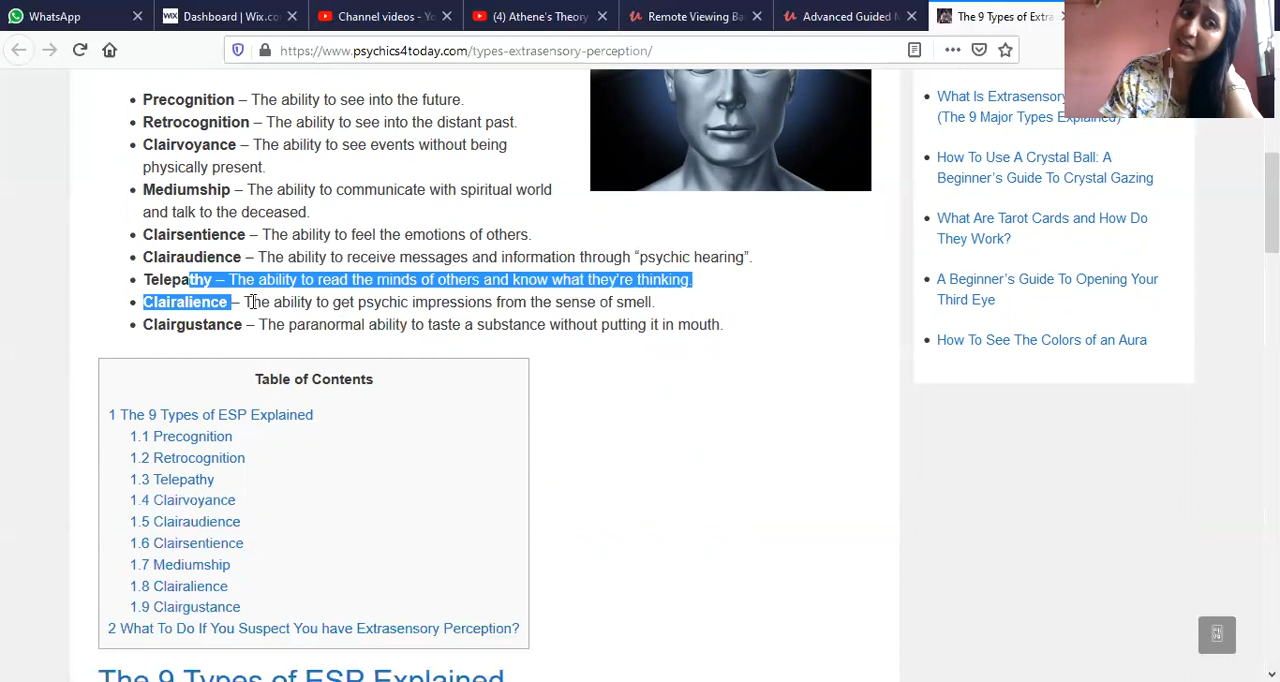 WhatsApp
WIX Dashboard | Wix.co
Channel videos - Yo
(4) Athene's Theory
Remote Viewing Ba
Advanced Guided M
The 9 Types of Extra
https://www.psychics4today.com/types-extrasensory-perception/
• Precognition – The ability to see into the future.
• Retrocognition – The ability to see into the distant past.
• Clairvoyance – The ability to see events without being
physically present.
• Mediumship – The ability to communicate with spiritual world
and talk to the deceased.
• Clairsentience – The ability to feel the emotions of others.
• Clairaudience – The ability to receive messages and information through “psychic hearing”.
• Telepathy – The ability to read the minds of others and know what they’re thinking.
• Clairalience – The ability to get psychic impressions from the sense of smell.
• Clairgustance – The paranormal ability to taste a substance without putting it in mouth.
Table of Contents
1 The 9 Types of ESP Explained
1.1 Precognition
1.2 Retrocognition
1.3 Telepathy
1.4 Clairvoyance
1.5 Clairaudience
1.6 Clairsentience
1.7 Mediumship
1.8 Clairalience
1.9 Clairgustance
2 What To Do If You Suspect You have Extrasensory Perception?
The 9 Types of ESP Explained
• What Is Extrasensory
(The 9 Major Types Explained)
• How To Use A Crystal Ball: A
Beginner’s Guide To Crystal Gazing
• What Are Tarot Cards and How Do
They Work?
• A Beginner’s Guide To Opening Your
Third Eye
• How To See The Colors of an Aura